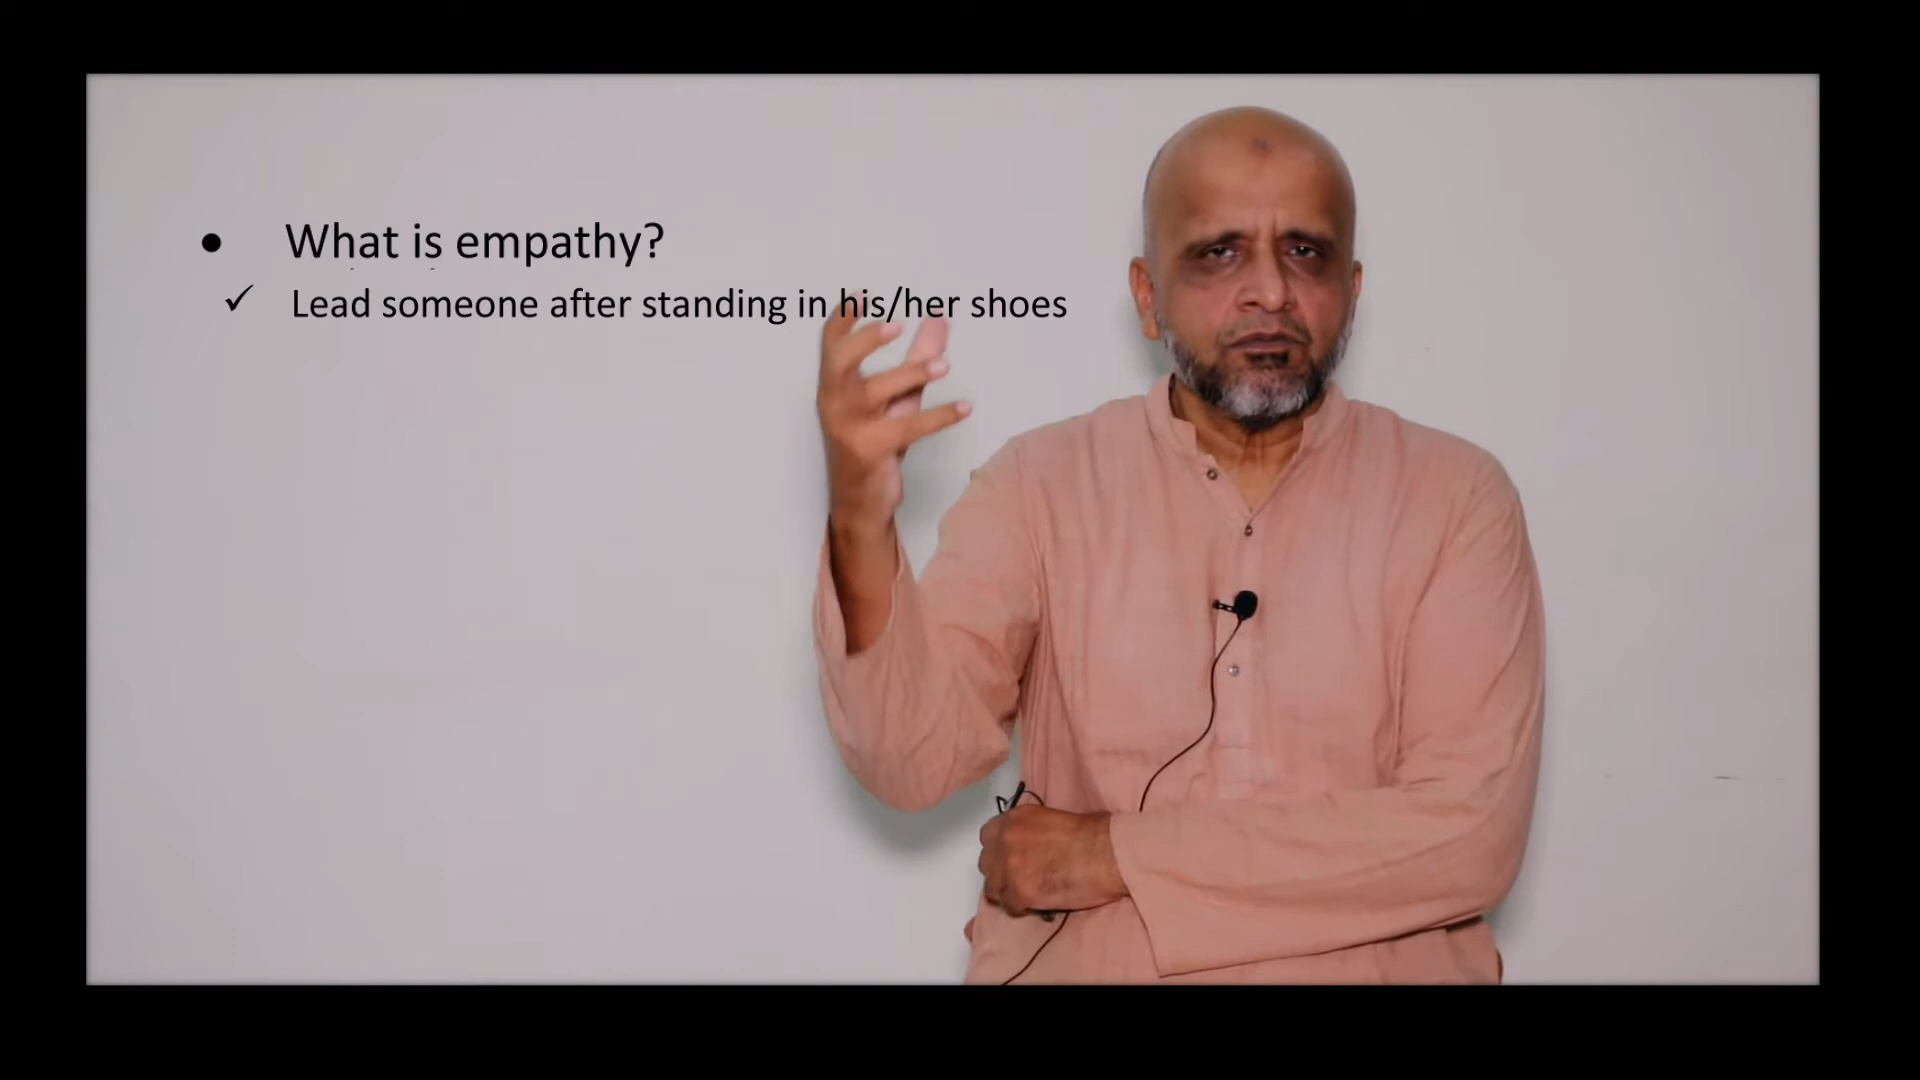 ● What is empathy?
✓ Lead someone after standing in his/her shoes